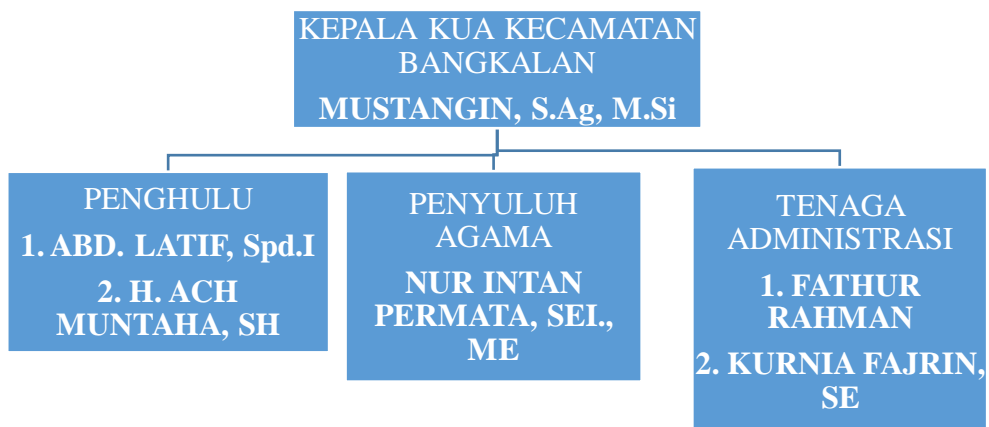 KEPALA KUA KECAMATAN
BANGKALAN
MUSTANGIN, S.Ag, M.Si
PENGHULU
1. ABD. LATIF, Spd.I
2. H. ACH
MUNTAHA, SH
PENYULUH
AGAMA
NUR INTAN
PERMATA, SEI.,
ME
TENAGA
ADMINISTRASI
1. FATHUR
RAHMAN
2. KURNIA FAJRIN,
SE